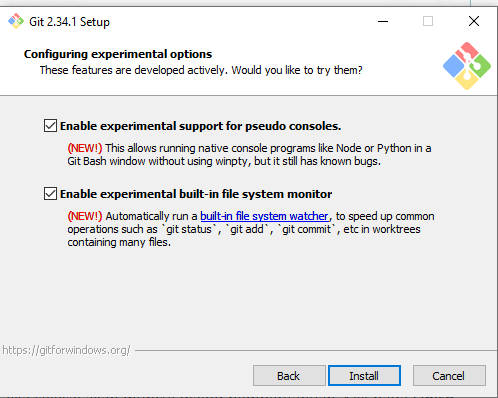 Git 2.34.1 Setup
Configuring experimental options
These features are developed actively. Would you like to try them?
Enable experimental support for pseudo consoles.
(NEW!) This allows running native console programs like Node or Python in a
Git Bash window without using winpty, but it still has known bugs.
Enable experimental built-in file system monitor
(NEW!) Automatically run a built-in file system watcher, to speed up common
operations such as `git status`, `git add`, `git commit`, etc in worktrees
containing many files.
https://gitforwindows.org/
Back
Install
Cancel